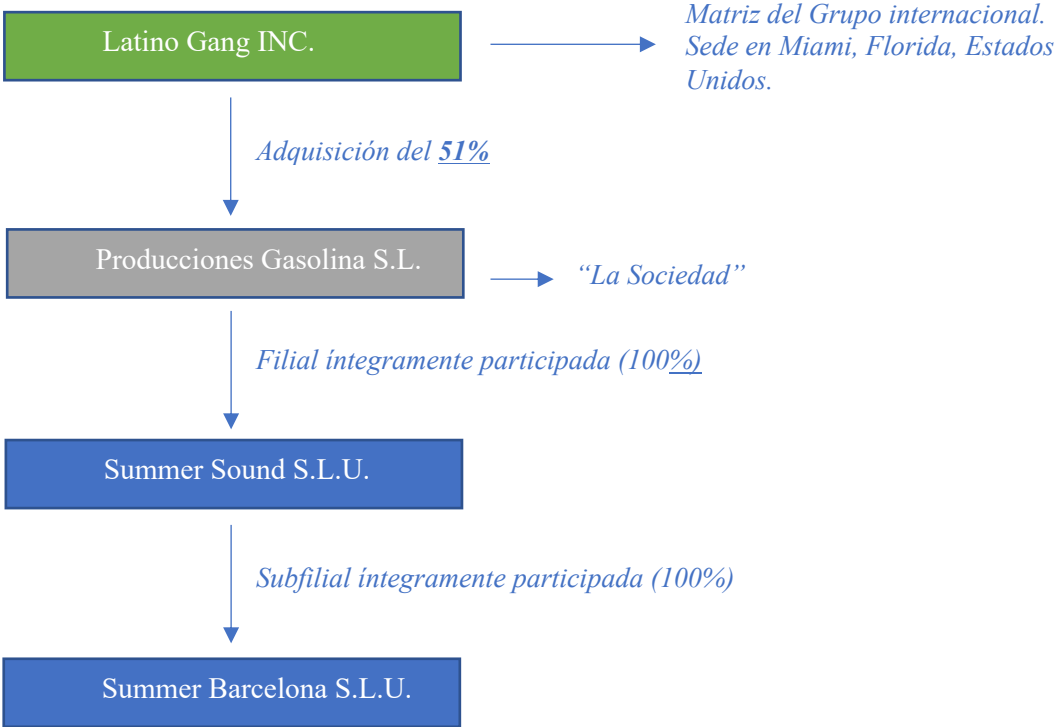 Latino Gang INC.
Matriz del Grupo internacional.
Sede en Miami, Florida, Estados
Unidos.
Adquisición del 51%
Producciones Gasolina S.L.
“La Sociedad”
Filial íntegramente participada (100%)
Summer Sound S.L.U.
Subfilial íntegramente participada (100%)
Summer Barcelona S.L.U.